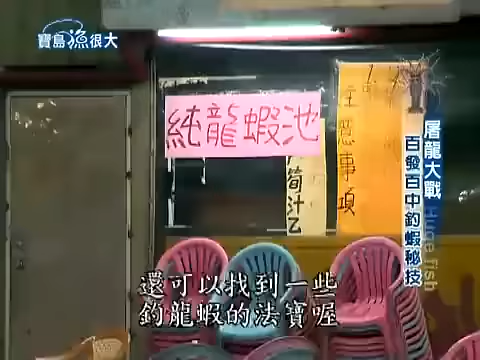 寶島漁很大
純龍蝦池
注意事項
筍汁乙
屠龍大戰
Huge fish
百發百中釣蝦秘技
還可以找到一些
釣龍蝦的法寶喔